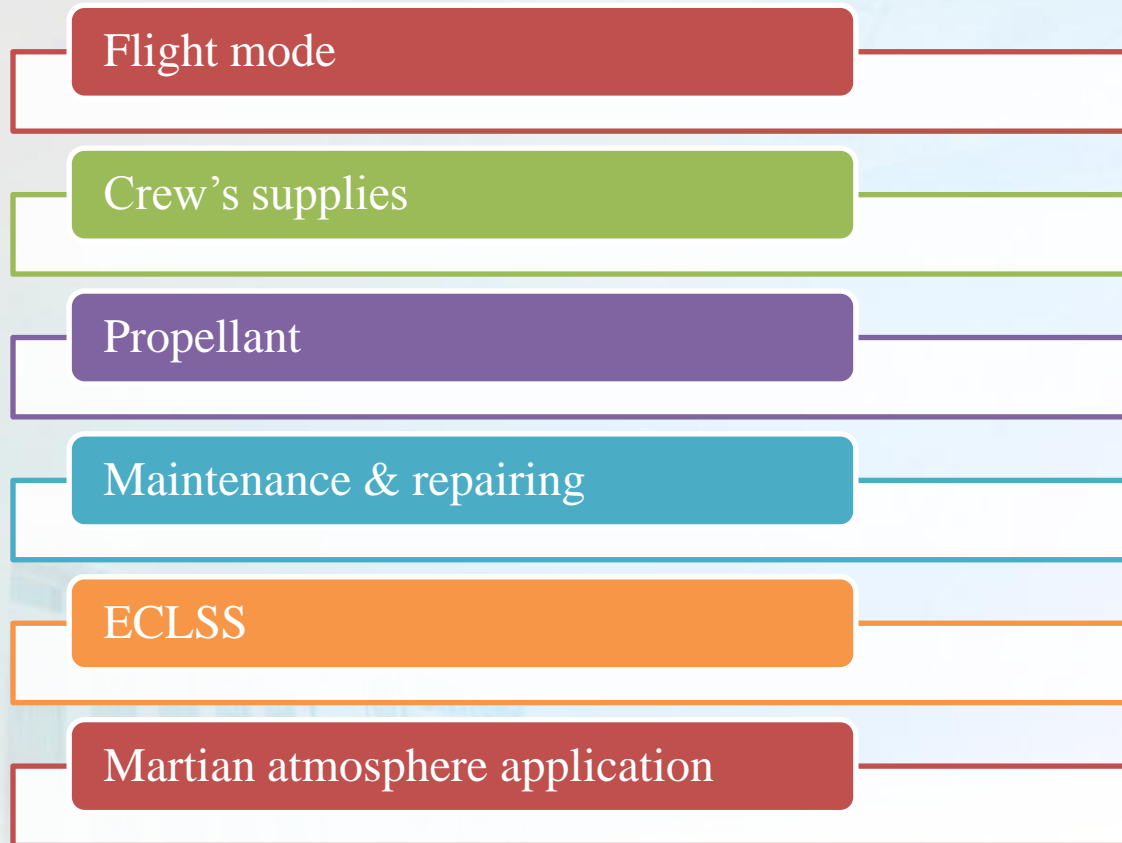 Flight mode
Crew’s supplies
Propellant
Maintenance & repairing
ECLSS
Martian atmosphere application